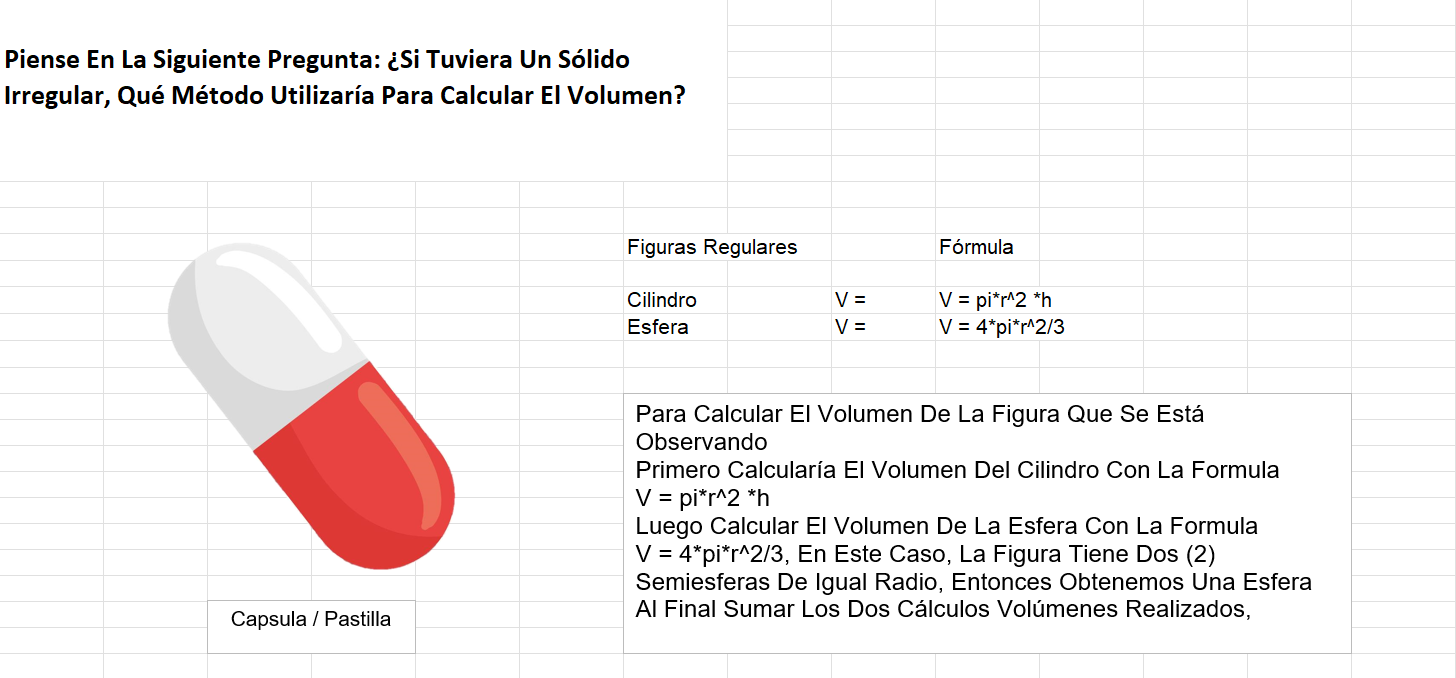 Piense En La Siguiente Pregunta: ¿Si Tuviera Un Sólido
Irregular, Qué Método Utilizaría Para Calcular El Volumen?
Figuras Regulares Fórmula
Cilindro V = V = pi*r^2 *h
Esfera V = V = 4*pi*r^2/3
Para Calcular El Volumen De La Figura Que Se Está
Observando
Primero Calcularía El Volumen Del Cilindro Con La Formula
V = pi*r^2 *h
Luego Calcular El Volumen De La Esfera Con La Formula
V = 4*pi*r^2/3, En Este Caso, La Figura Tiene Dos (2)
Semiesferas De Igual Radio, Entonces Obtenemos Una Esfera
Al Final Sumar Los Dos Cálculos Volúmenes Realizados,
Capsula / Pastilla